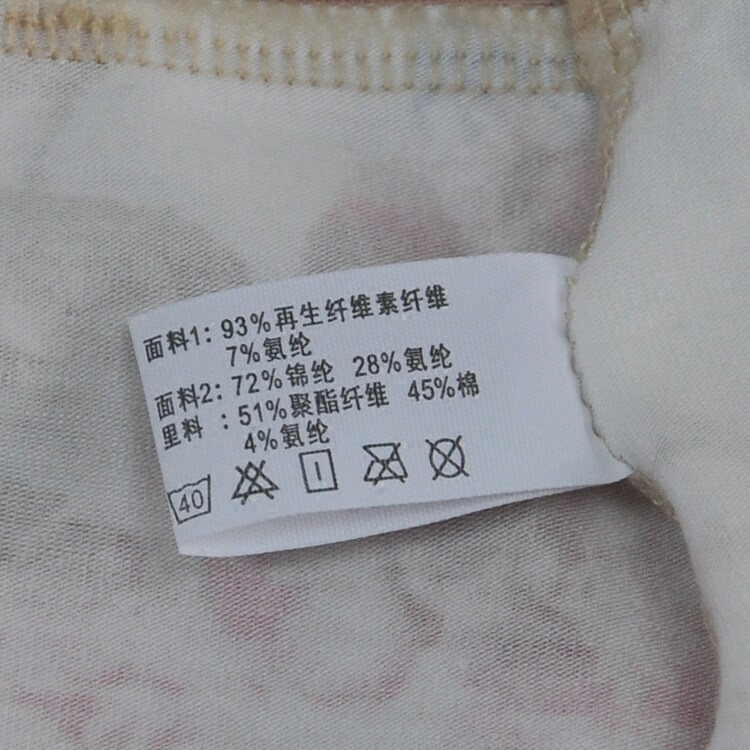 面料1: 93%再生纤维素纤维
7%氨纶
面料2: 72%锦纶 28%氨纶
里料 : 51%聚酯纤维 45%棉
4%氨纶
40